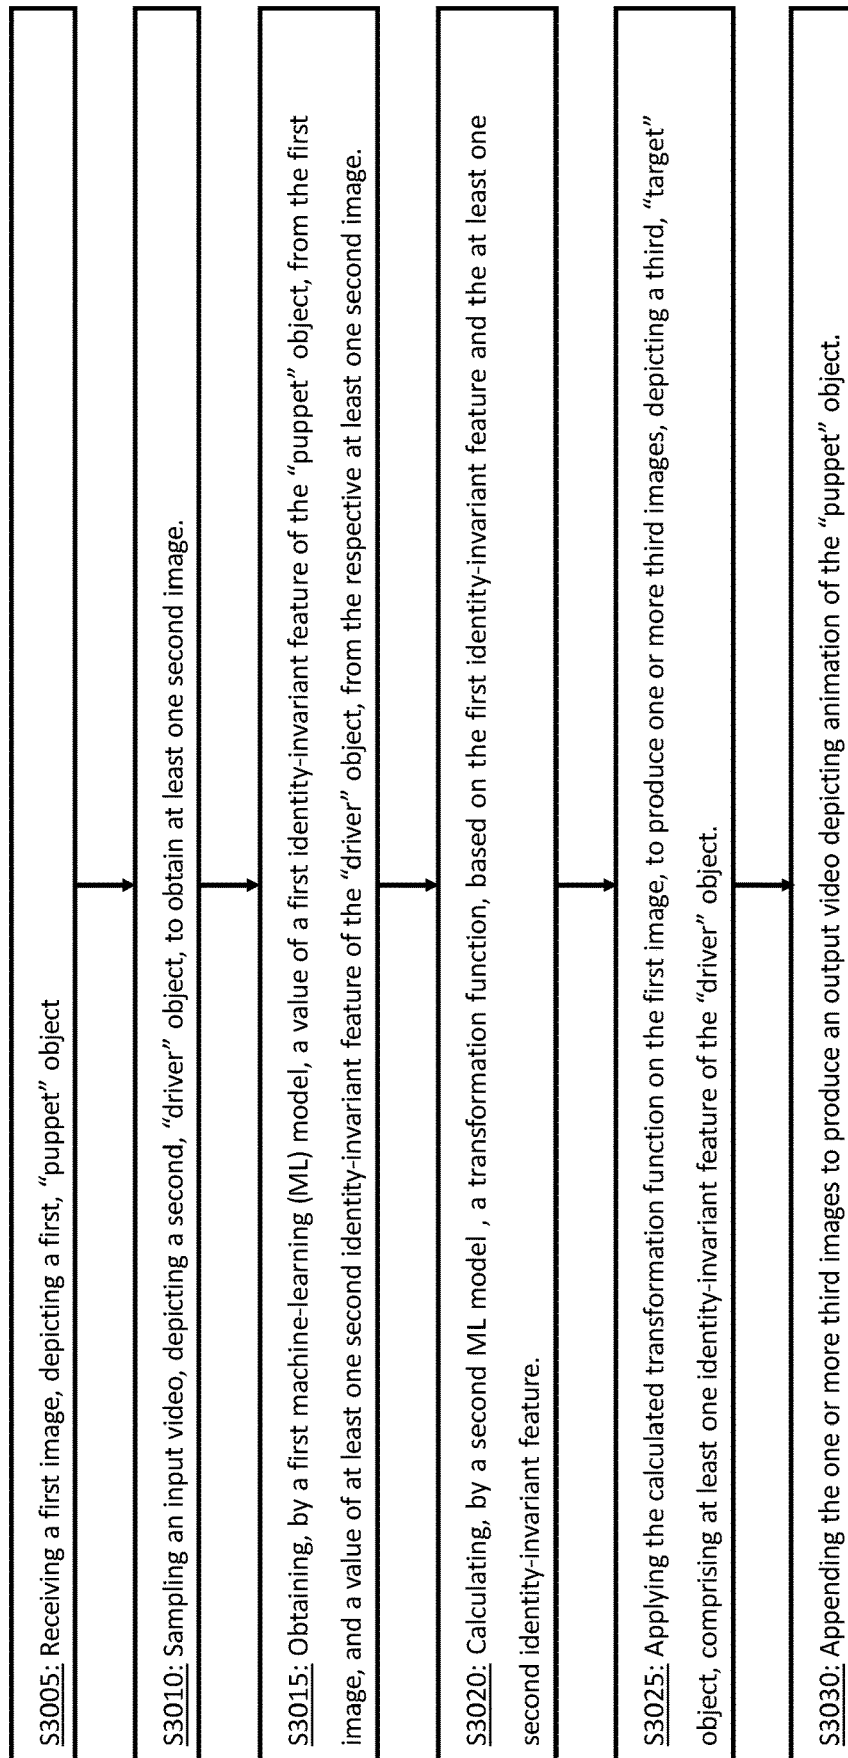 S3005: Receiving a first image, depicting a first, “puppet” object
S3010: Sampling an input video, depicting a second, “driver” object, to obtain at least one second image.
S3015: Obtaining, by a first machine-learning (ML) model, a value of a first identity-invariant feature of the “puppet” object, from the first
image, and a value of at least one second identity-invariant feature of the “driver” object, from the respective at least one second image.
S3020: Calculating, by a second ML model , a transformation function, based on the first identity-invariant feature and the at least one
second identity-invariant feature.
S3025: Applying the calculated transformation function on the first image, to produce one or more third images, depicting a third, “target”
object, comprising at least one identity-invariant feature of the “driver” object.
S3030: Appending the one or more third images to produce an output video depicting animation of the “puppet” object.